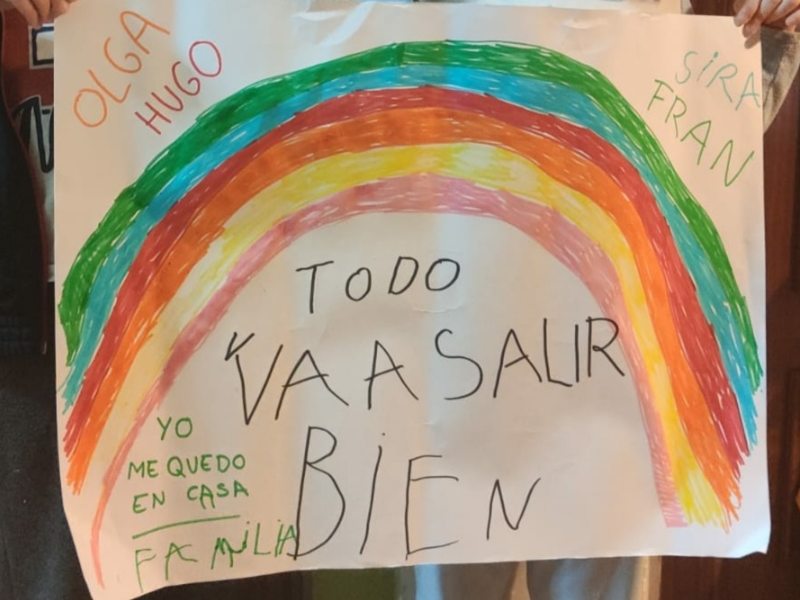 OLGA
HUGO
SIRA
FRAN
TODO
VA A SALIR
BIEN
YO
ME QUEDO
EN CASA
FAMILIA